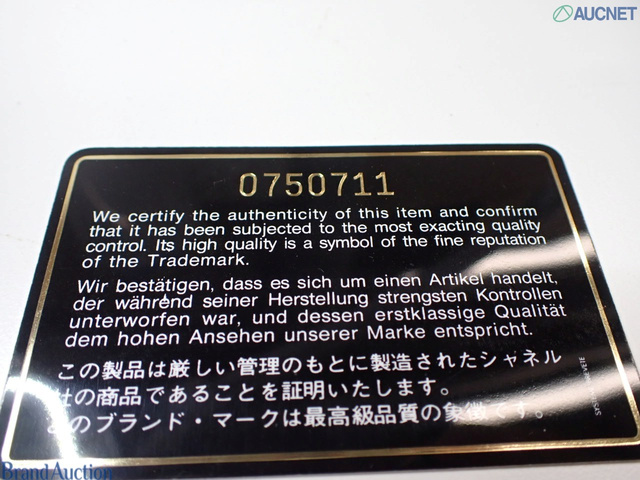 AUCNET
0750711
We certify the authenticity of this item and confirm
that it has been subjected to the most exacting quality
control. Its high quality is a symbol of the fine reputation
of the Trademark.
Wir bestätigen, dass es sich um einen Artikel handelt,
der während seiner Herstellung strengsten Kontrollen
unterworfen war, und dessen erstklassige Qualität
dem hohen Ansehen unserer Marke entspricht.
この製品は厳しい管理のもとに製造されたシャネル
社の商品であることを証明いたします。
このブランド・マークは最高級品質の象徴です。
Brand Auction